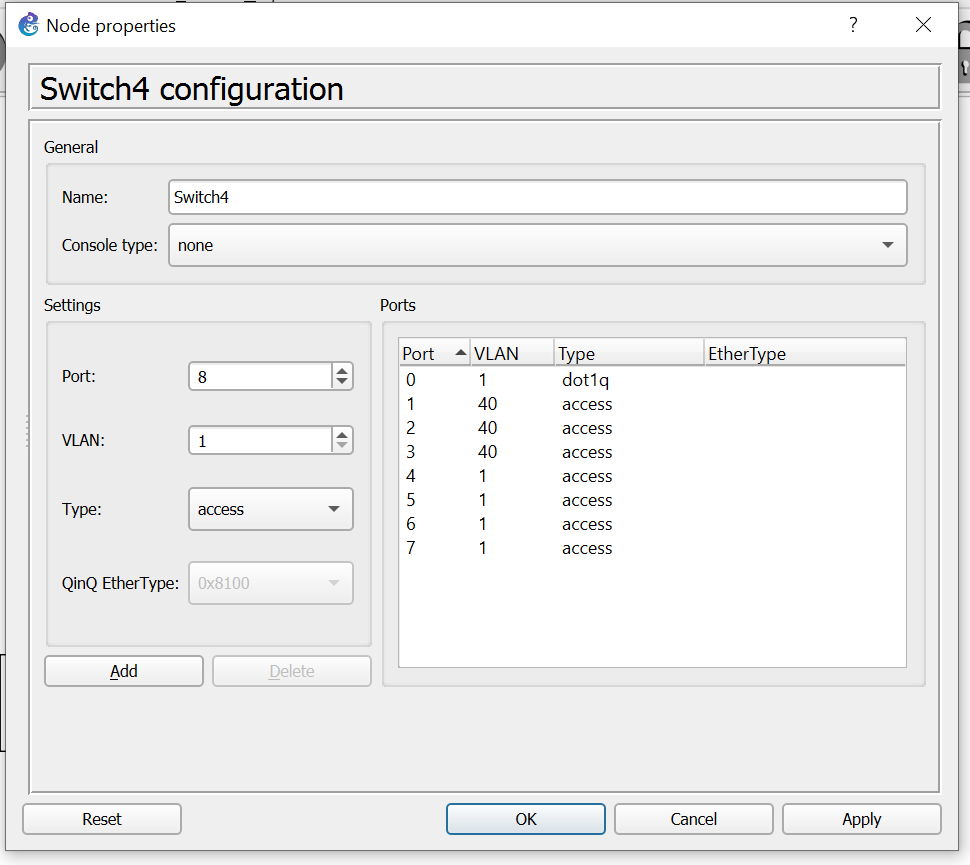 Node properties
?
Switch4 configuration
General
Name: Switch4
Console type: none
Settings
Port: 8
VLAN: 1
Type: access
QinQ EtherType: 0x8100
Add Delete
Ports
Port VLAN Type EtherType
0 1 dot1q
1 40 access
2 40 access
3 40 access
4 1 access
5 1 access
6 1 access
7 1 access
Reset OK Cancel Apply